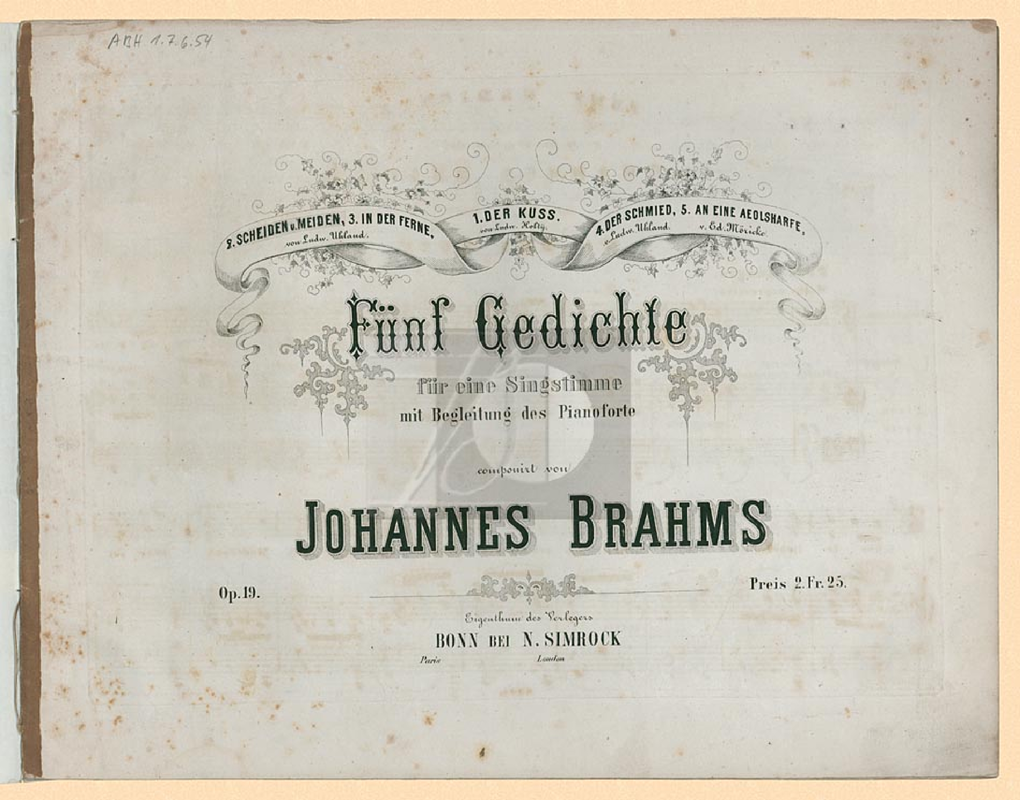 ABH 1.7.6.54
2. SCHEIDEN u. MEIDEN, 3. IN DER FERNE.
von Ludw. Uhland.
1. DER KUSS.
von Ludw. Hölty.
4. DER SCHMIED, 5. AN EINE AEOLSHARFE.
v. Ludw. Uhland. v. Ed. Möricke.
Fünf Gedichte
für eine Singstimme
mit Begleitung des Pianoforte
componirt von
JOHANNES BRAHMS
Op. 19.
Preis 2. Fr. 25.
Eigenthum des Verlegers
BONN BEI N. SIMROCK
Paris London